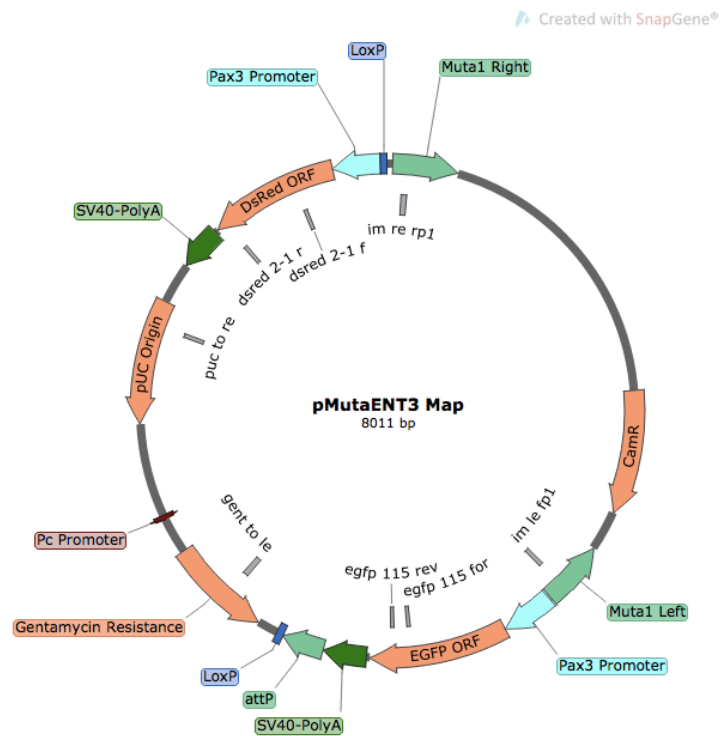 Created with SnapGene®
LoxP
Pax3 Promoter
Muta1 Right
DsRed ORF
SV40-PolyA
im re rp1
dsred 2-1 f
dsred 2-1 r
puc to re
pUC Origin
pMutaENT3 Map
8011 bp
CamR
gent to le
im le fp1
Pc Promoter
egfp 115 rev
egfp 115 for
Muta1 Left
Gentamycin Resistance
EGFP ORF
Pax3 Promoter
LoxP
attP
SV40-PolyA